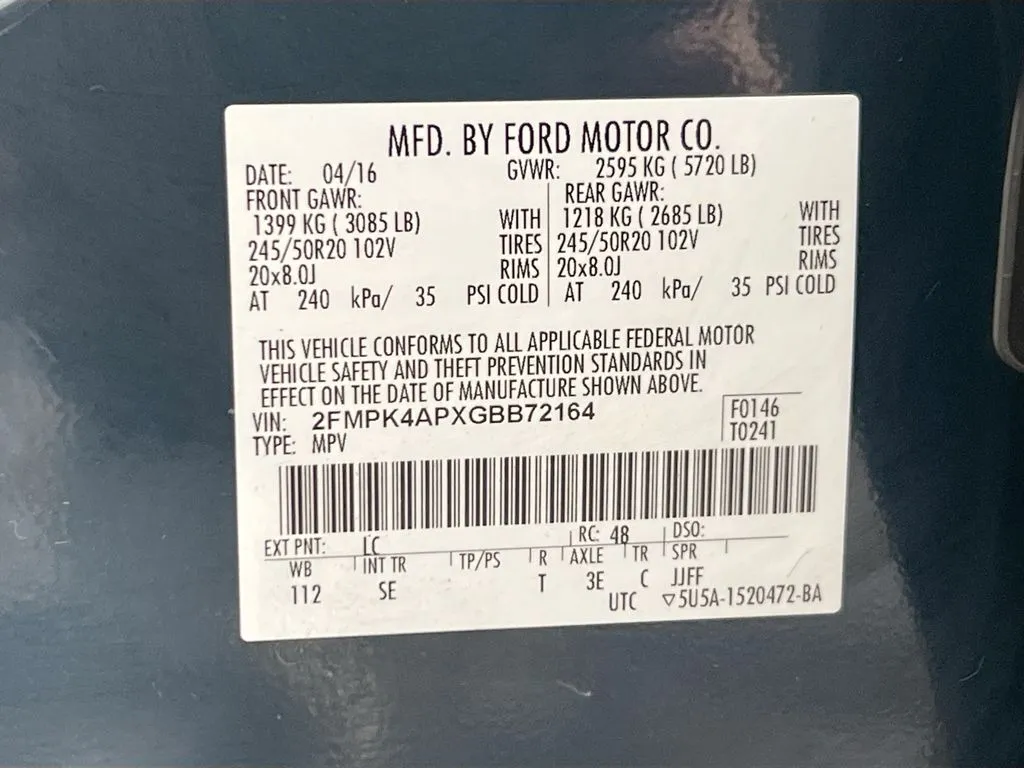 MFD. BY FORD MOTOR CO.
DATE: 04/16 GVWR: 2595 KG ( 5720 LB)
FRONT GAWR: REAR GAWR:
1399 KG ( 3085 LB) WITH 1218 KG ( 2685 LB) WITH
245/50R20 102V TIRES 245/50R20 102V TIRES
20x8.0J RIMS 20x8.0J RIMS
AT 240 kPa/ 35 PSI COLD AT 240 kPa/ 35 PSI COLD
THIS VEHICLE CONFORMS TO ALL APPLICABLE FEDERAL MOTOR
VEHICLE SAFETY AND THEFT PREVENTION STANDARDS IN
EFFECT ON THE DATE OF MANUFACTURE SHOWN ABOVE.
VIN: 2FMPK4APXGBB72164 F0146
TYPE: MPV T0241
EXT PNT: LC RC: 48 DSO:
WB INT TR TP/PS R AXLE TR SPR
112 SE T 3E C JJFF
UTC ▽5U5A-1520472-BA